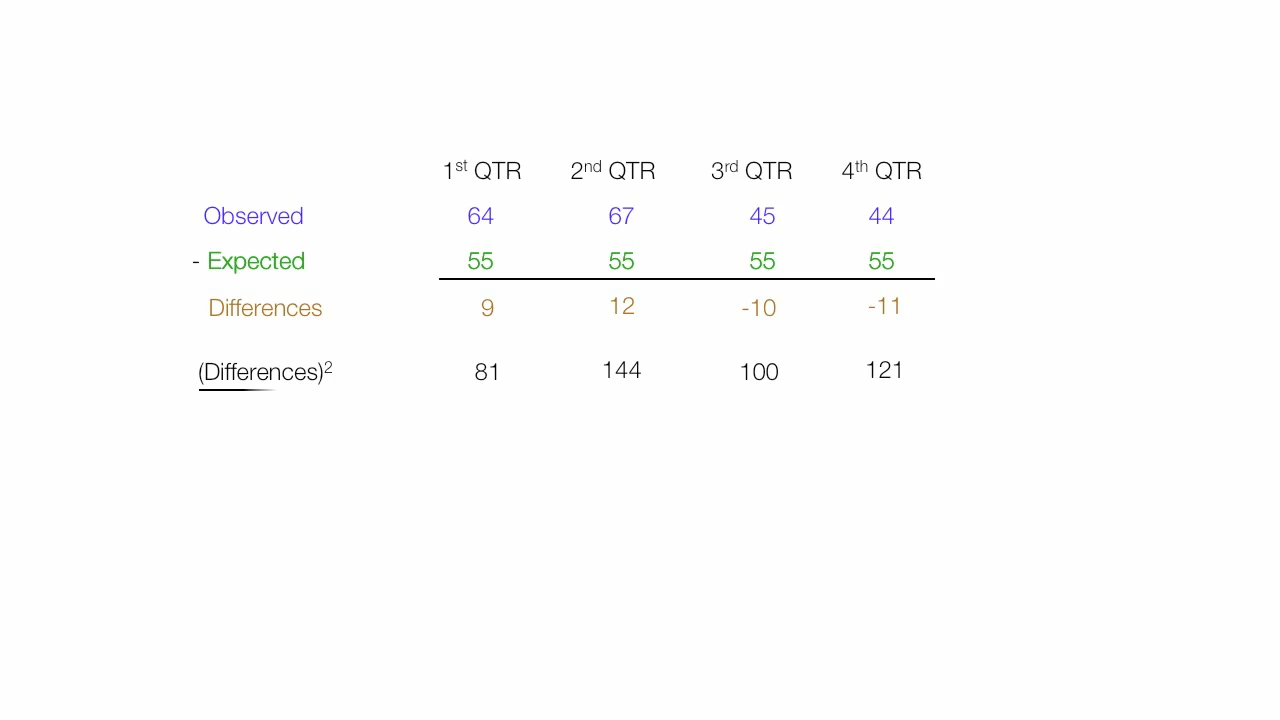 1st QTR 2nd QTR 3rd QTR 4th QTR
Observed 64 67 45 44
- Expected 55 55 55 55
Differences 9 12 -10 -11
(Differences)² 81 144 100 121